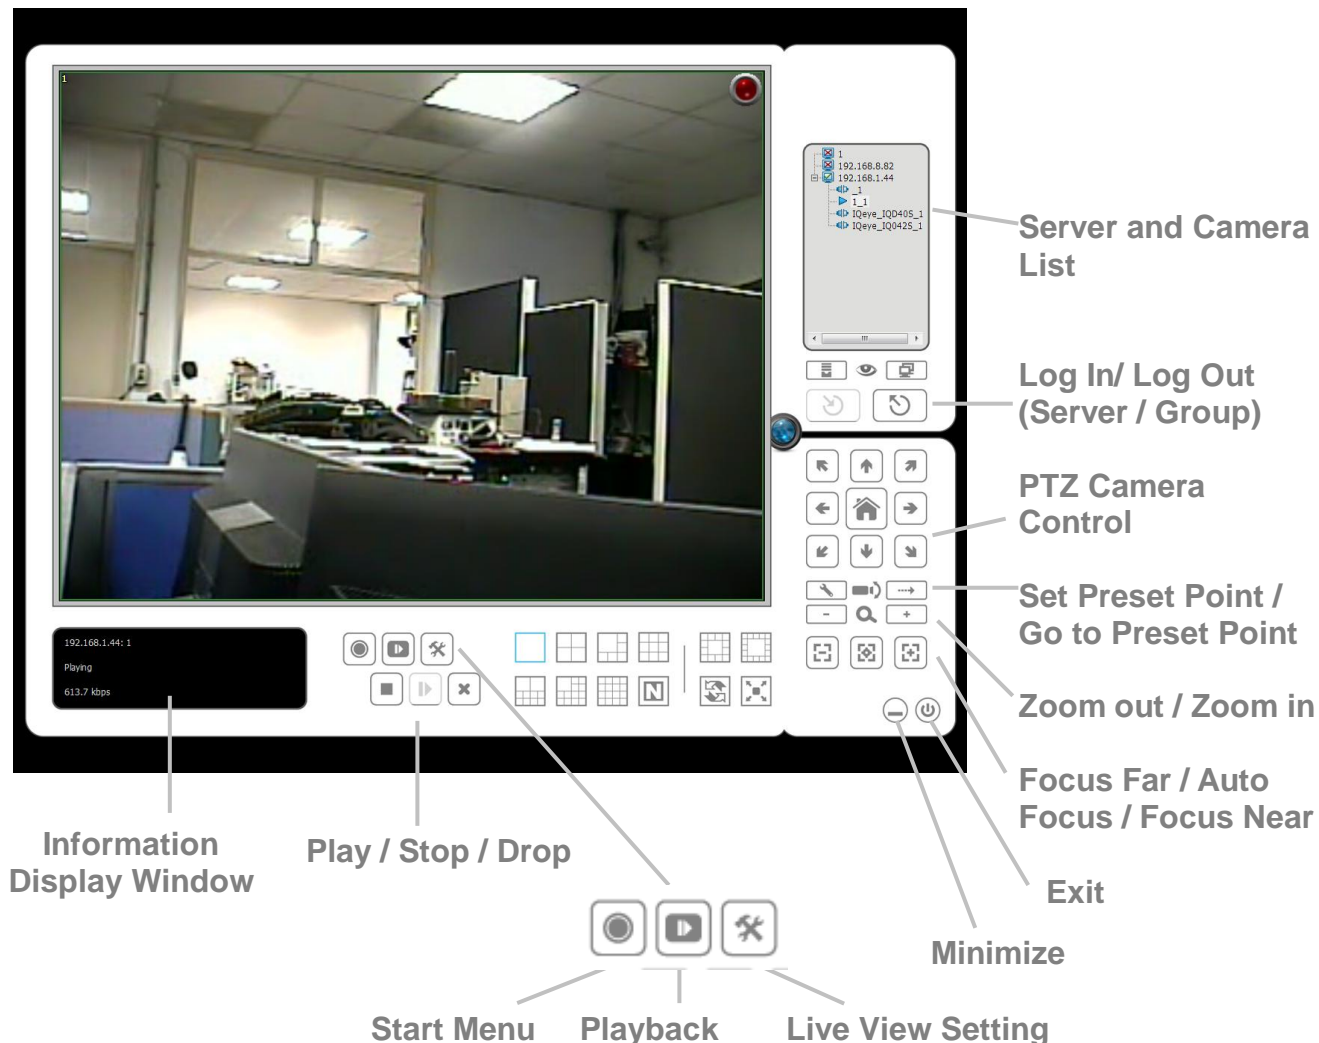 1
1
192.168.8.82
192.168.1.44
_1
1_1
IQeye_IQD40S_1
IQeye_IQ042S_1
Server and Camera
List
Log In/ Log Out
(Server / Group)
PTZ Camera
Control
Set Preset Point /
Go to Preset Point
Zoom out / Zoom in
Focus Far / Auto
Focus / Focus Near
192.168.1.44: 1
Playing
613.7 kbps
N
Information
Display Window
Play / Stop / Drop
Exit
Minimize
Start Menu
Playback
Live View Setting